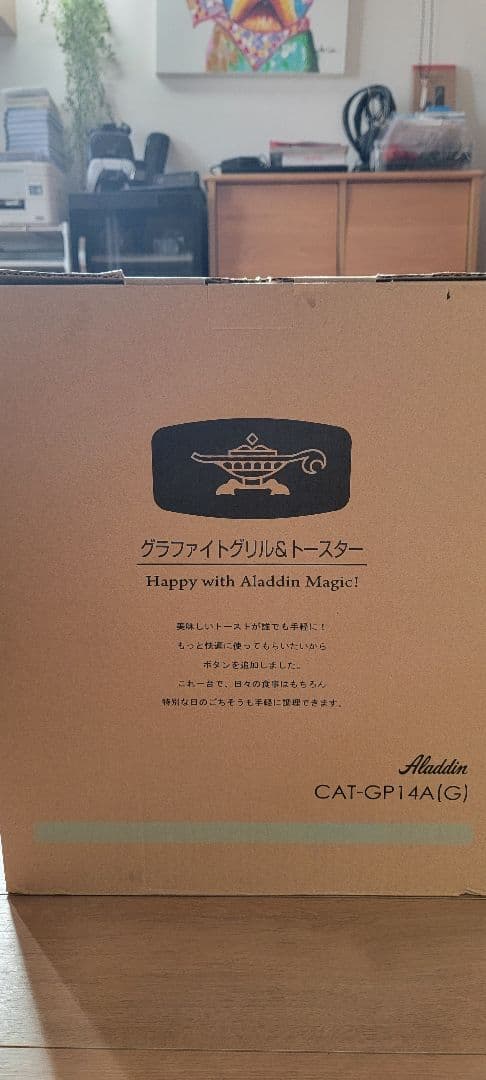 グラファイトグリル&トースター
Happy with Aladdin Magic!
美味しいトーストが誰でも手軽に!
もっと快適に使ってもらいたいから
ボタンを追加しました。
これ一台で、日々の食事はもちろん
特別な日のごちそうも手軽に調理できます。
Aladdin
CAT-GP14A(G)